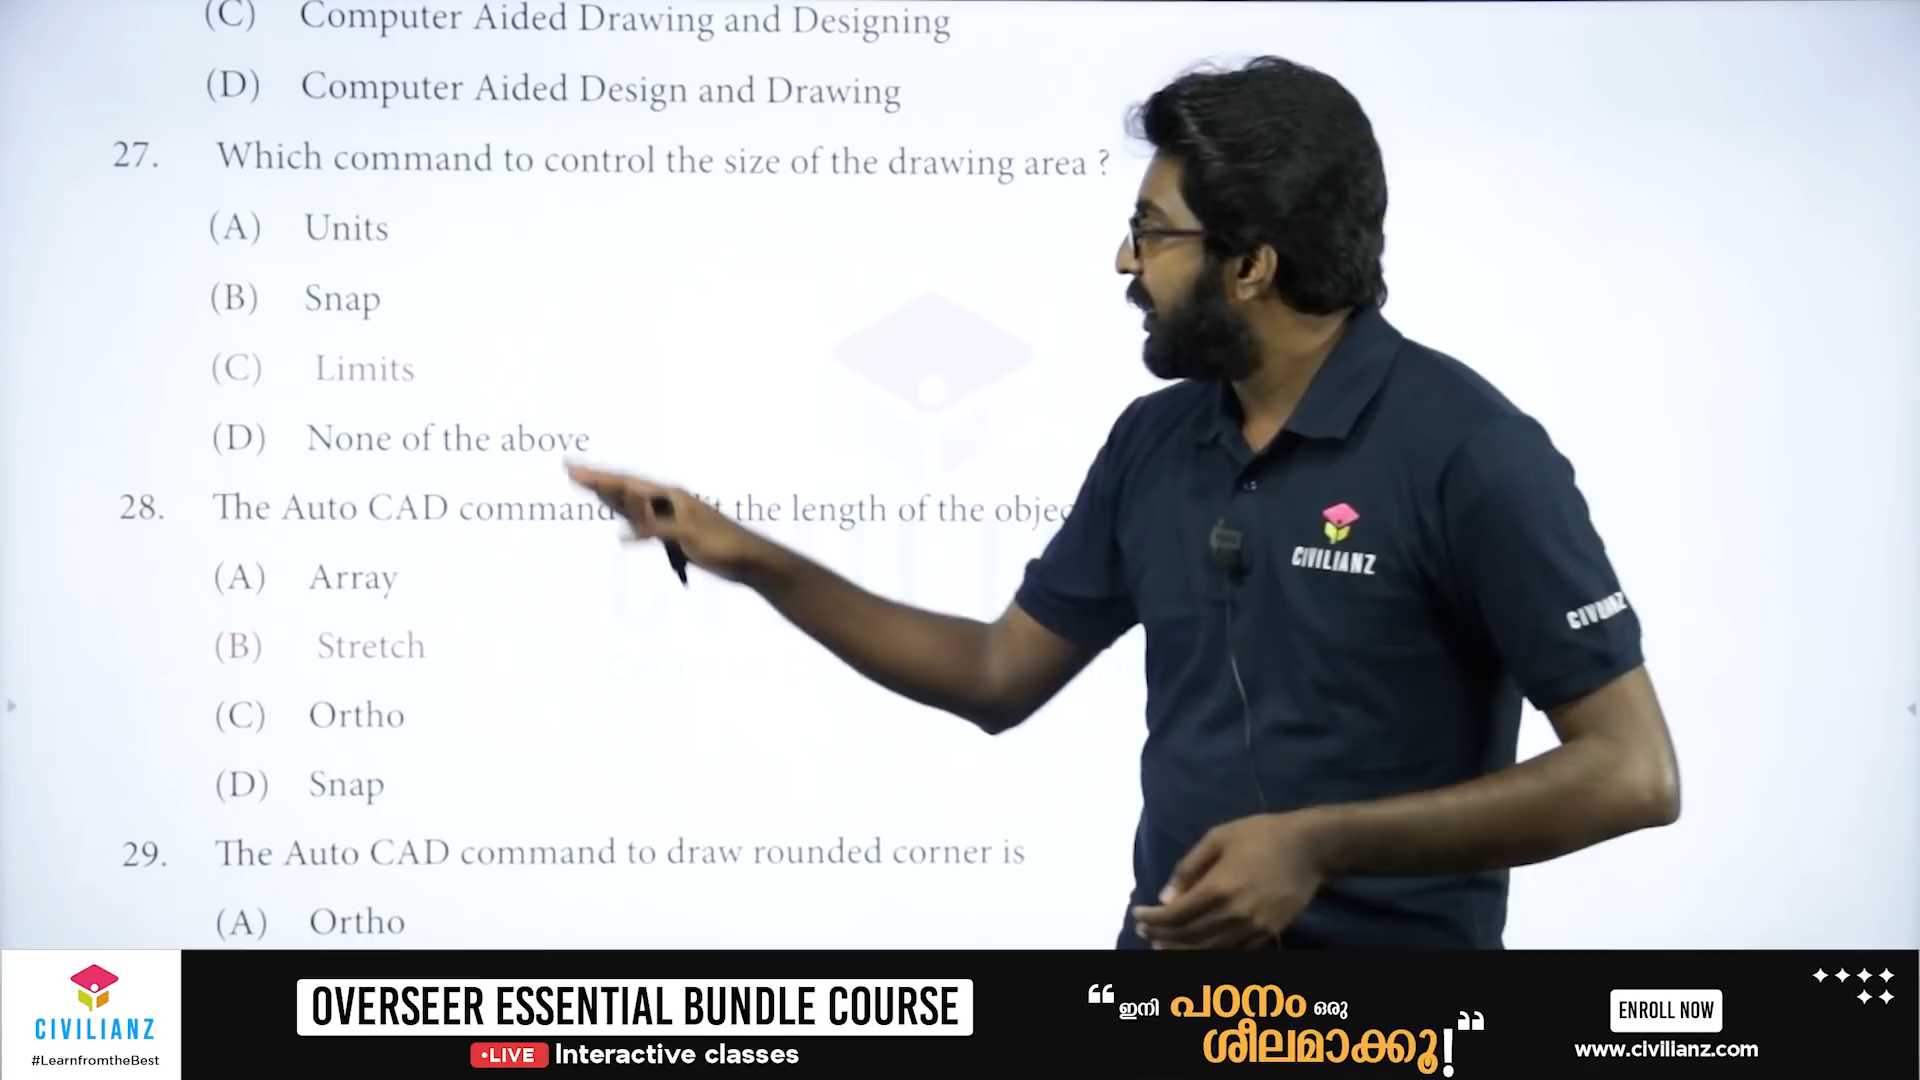 (C) Computer Aided Drawing and Designing
(D) Computer Aided Design and Drawing
27. Which command to control the size of the drawing area ?
(A) Units
(B) Snap
(C) Limits
(D) None of the above
28. The Auto CAD command the length of the
(A) Array
(B) Stretch
(C) Ortho
(D) Snap
29. The Auto CAD command to draw rounded corner is
(A) Ortho
CIVILIANZ
CIVILIANZ
CIVILIANZ
#LearnfromtheBest
OVERSEER ESSENTIAL BUNDLE COURSE
•LIVE Interactive classes
“ഇനി പഠനം ഒരു
ശീലമാക്കൂ!”
ENROLL NOW
www.civilianz.com